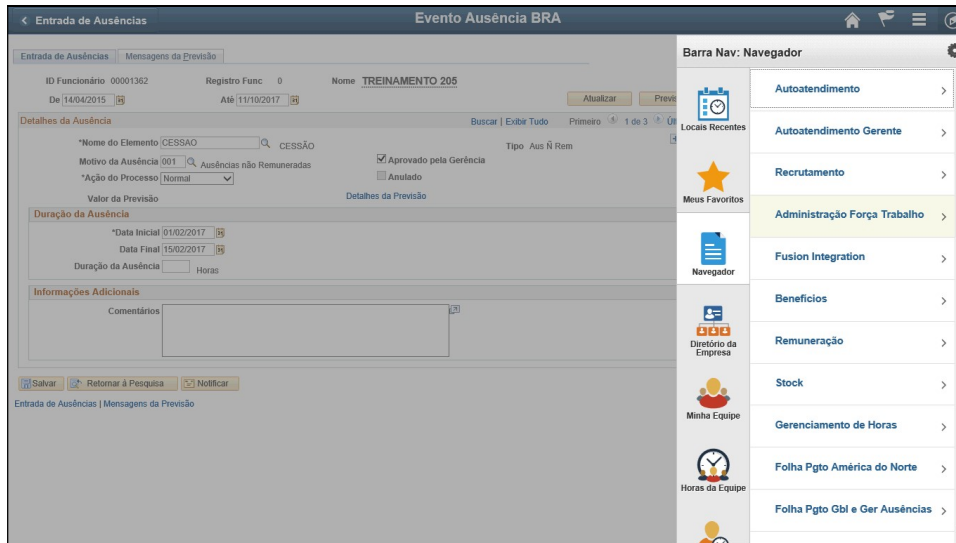 Entrada de Ausências
Evento Ausência BRA
Entrada de Ausências
Mensagens da Previsão
ID Funcionário 00001362 Registro Func 0 Nome TREINAMENTO 205
De 14/04/2015 Até 11/10/2017 Atualizar
Detalhes da Ausência Buscar | Exibir Tudo Primeiro 1 de 3
*Nome do Elemento CESSAO CESSÃO Tipo Aus Ñ Rem
Motivo da Ausência 001 Ausências não Remuneradas Aprovado pela Gerência
*Ação do Processo Normal Anulado
Valor da Previsão Detalhes da Previsão
Duração da Ausência
*Data Inicial 01/02/2017
Data Final 15/02/2017
Duração da Ausência Horas
Informações Adicionais
Comentários
Salvar Retornar à Pesquisa Notificar
Entrada de Ausências | Mensagens da Previsão
Barra Nav: Navegador
Locais Recentes
Meus Favoritos
Navegador
Diretório da
Empresa
Minha Equipe
Horas da Equipe
Autoatendimento
Autoatendimento Gerente
Recrutamento
Administração Força Trabalho
Fusion Integration
Benefícios
Remuneração
Stock
Gerenciamento de Horas
Folha Pgto América do Norte
Folha Pgto Gbl e Ger Ausências